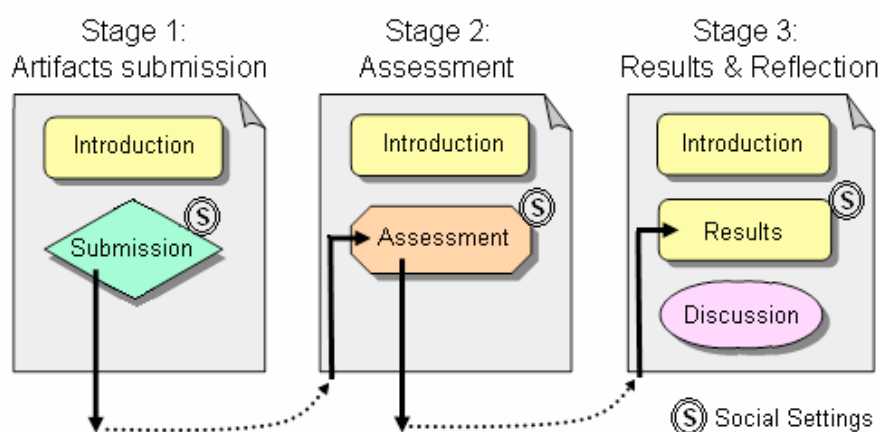 Stage 1:
Artifacts submission
Introduction
S
Submission
Stage 2:
Assessment
Introduction
S
Assessment
Stage 3:
Results & Reflection
Introduction
S
Results
Discussion
S Social Settings